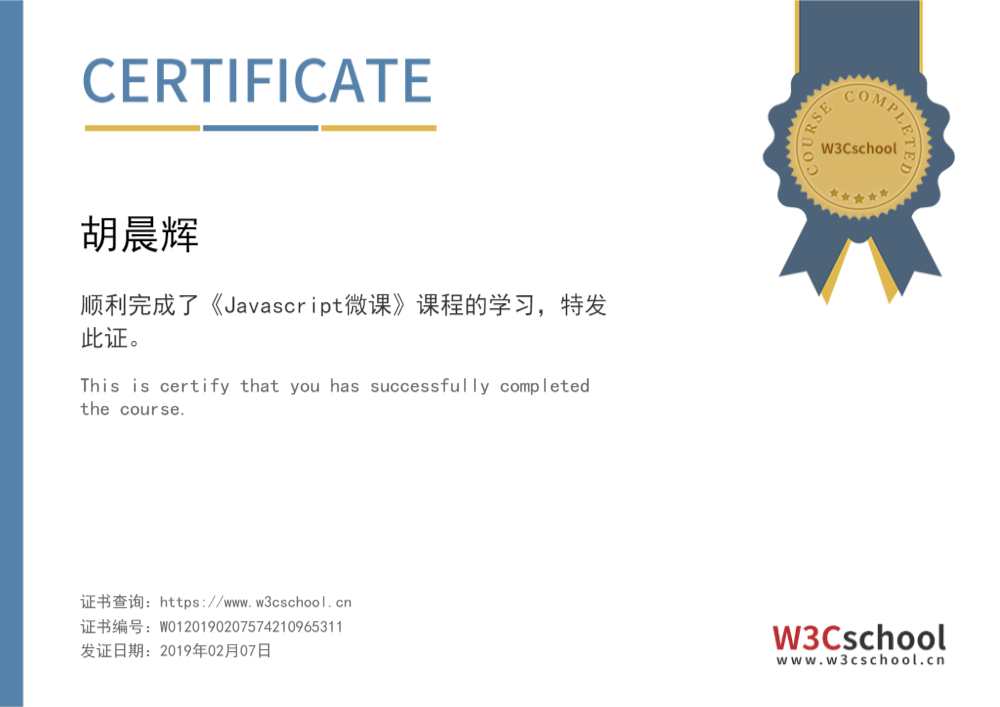 CERTIFICATE
COURSE COMPLETED
W3Cschool
胡晨辉
顺利完成了《Javascript微课》课程的学习，特发
此证。
This is certify that you has successfully completed
the course.
证书查询：https://www.w3cschool.cn
证书编号：W0120190207574210965311
发证日期：2019年02月07日
W3Cschool
www.w3cschool.cn